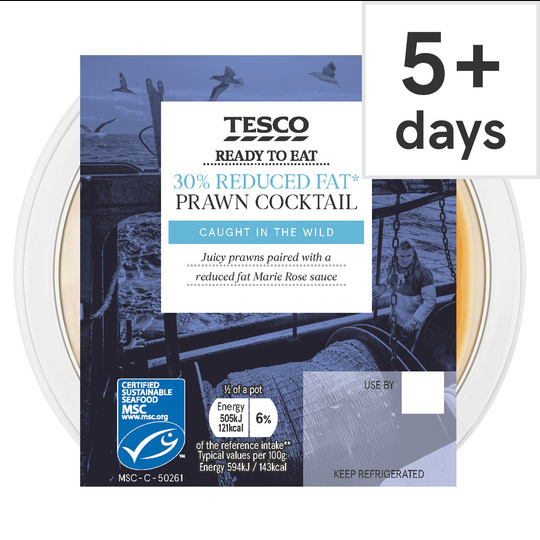 5+
days
TESCO
READY TO EAT
30% REDUCED FAT*
PRAWN COCKTAIL
CAUGHT IN THE WILD
Juicy prawns paired with a
reduced fat Marie Rose sauce
CERTIFIED
SUSTAINABLE
SEAFOOD
MSC
www.msc.org
TM
MSC-C-50261
½ of a pot
Energy
505kJ
121kcal
6%
of the reference intake**
Typical values per 100g:
Energy 594kJ / 143kcal
USE BY
KEEP REFRIGERATED